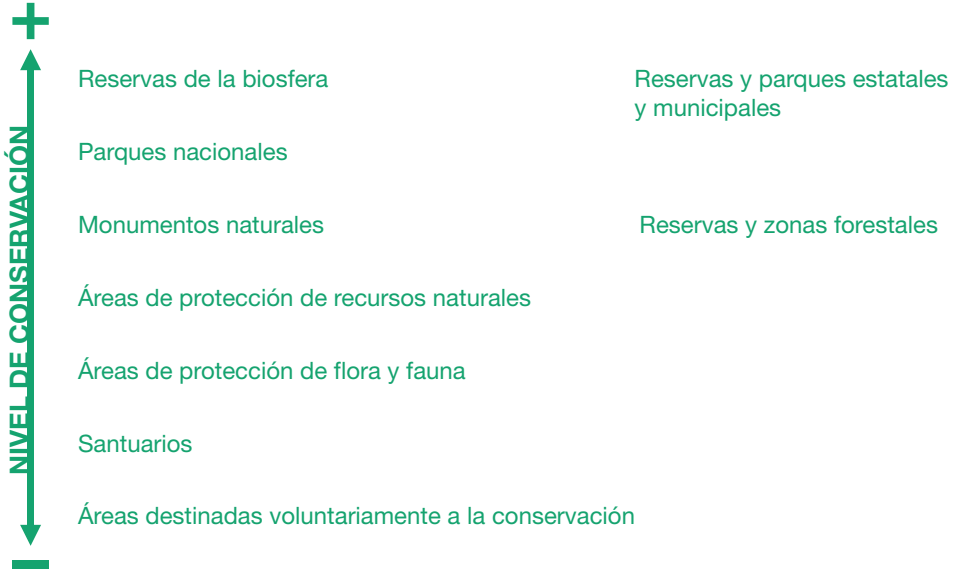 +
NIVEL DE CONSERVACIÓN
Reservas de la biosfera
Parques nacionales
Monumentos naturales
Áreas de protección de recursos naturales
Áreas de protección de flora y fauna
Santuarios
Áreas destinadas voluntariamente a la conservación
Reservas y parques estatales
y municipales
Reservas y zonas forestales